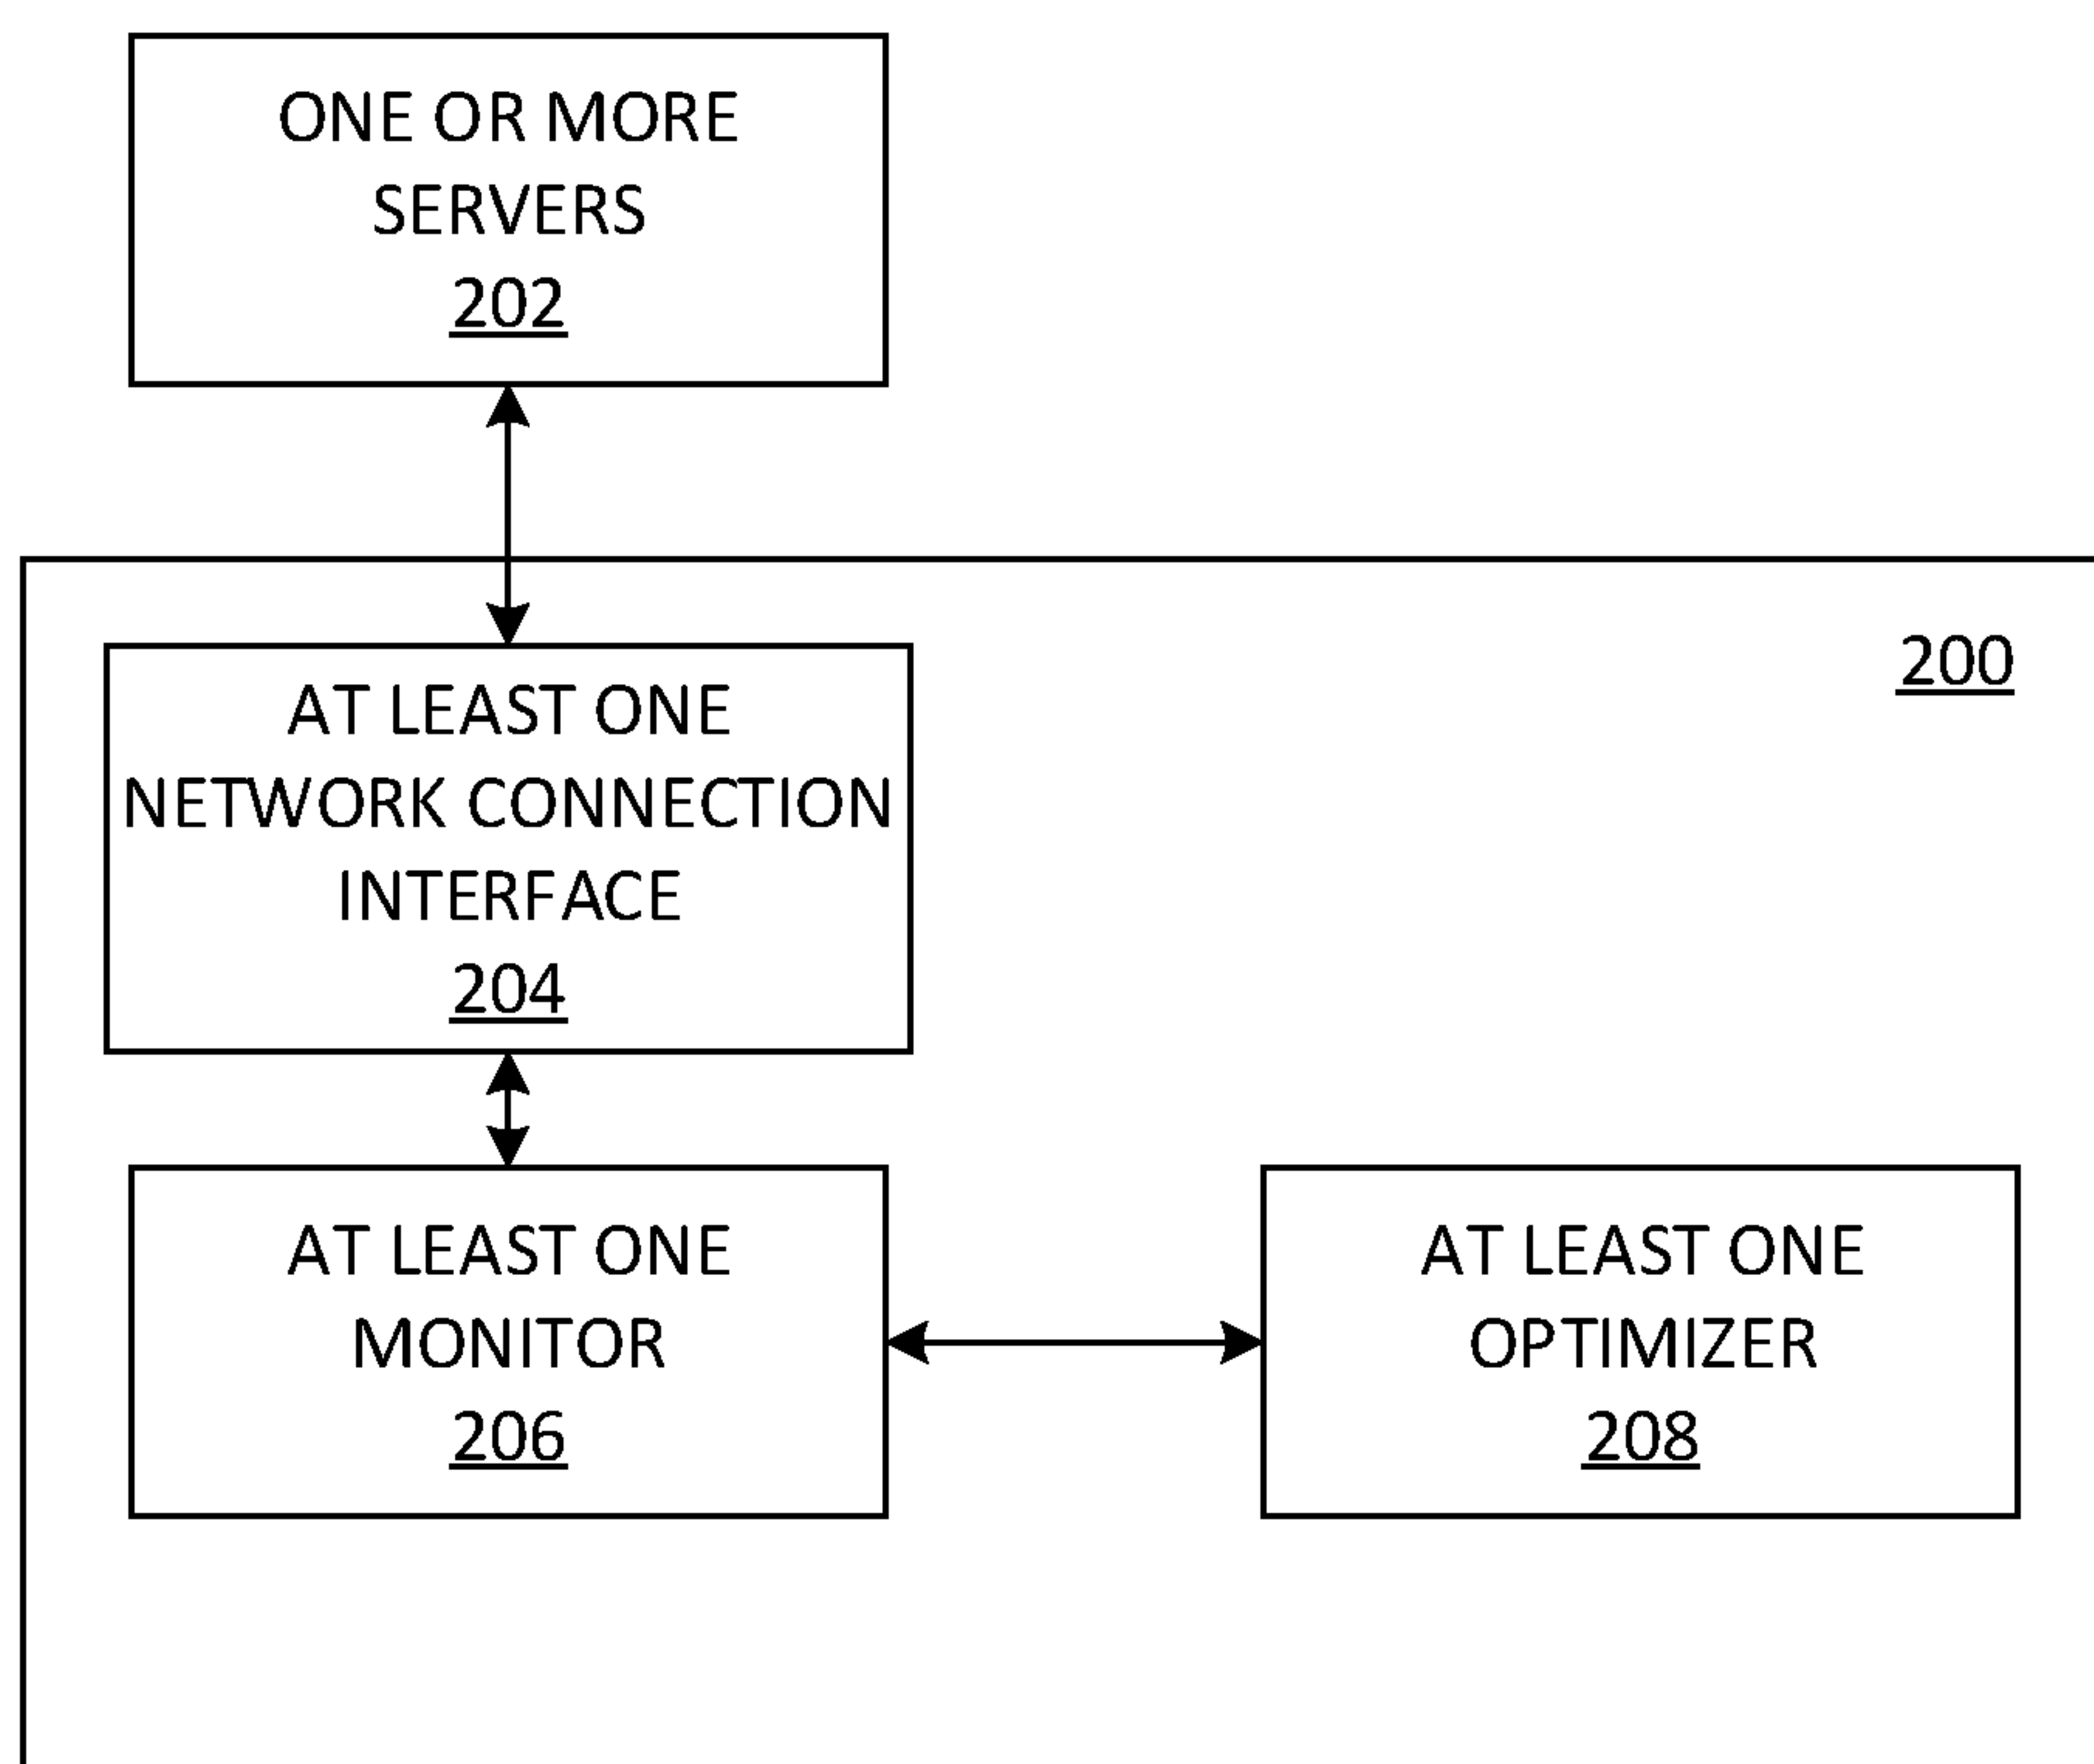 ONE OR MORE
SERVERS
202
200
AT LEAST ONE
NETWORK CONNECTION
INTERFACE
204
AT LEAST ONE
MONITOR
206
AT LEAST ONE
OPTIMIZER
208